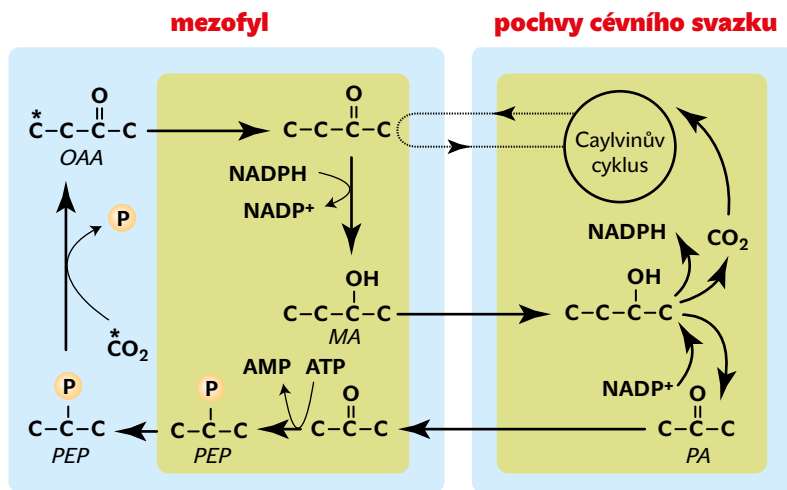 mezofyl
pochvy cévního svazku
O
*
C–C–C–C
OAA
O
C–C–C–C
Caylvinův
cyklus
NADPH
NADP+
P
NADPH
CO2
OH
C–C–C–C
MA
OH
C–C–C–C
*
CO2
AMP ATP
NADP+
P
C–C–C
PEP
P
C–C–C
PEP
O
C–C–C
O
C–C–C
PA